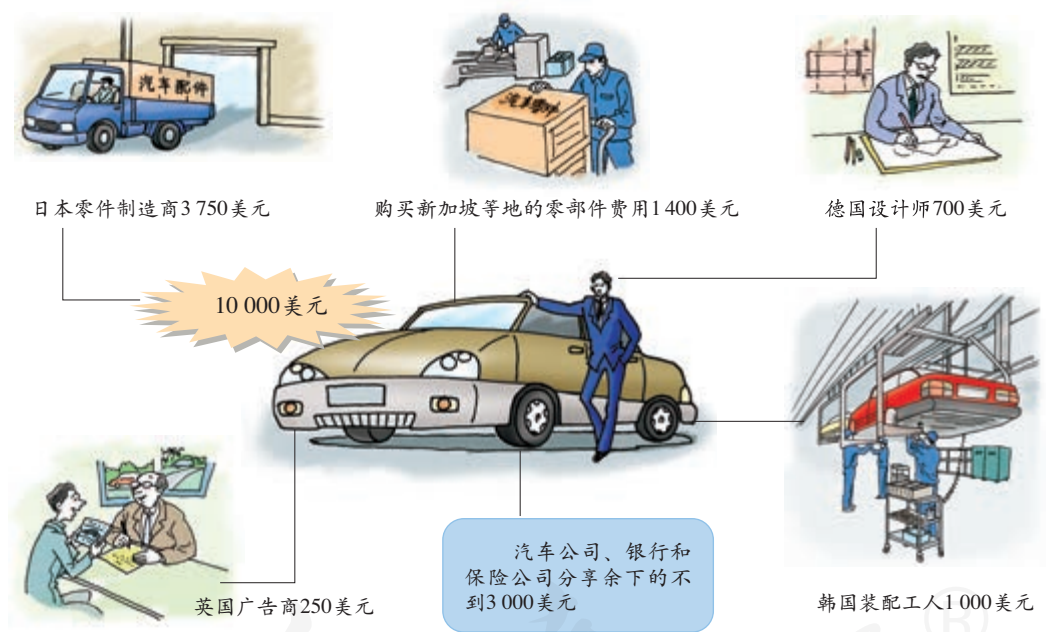 汽车配件
汽车零件
日本零件制造商3 750美元
购买新加坡等地的零部件费用1 400美元
德国设计师700美元
10 000美元
汽车公司、银行和
保险公司分享余下的不
到3 000美元
英国广告商250美元
韩国装配工人1 000美元